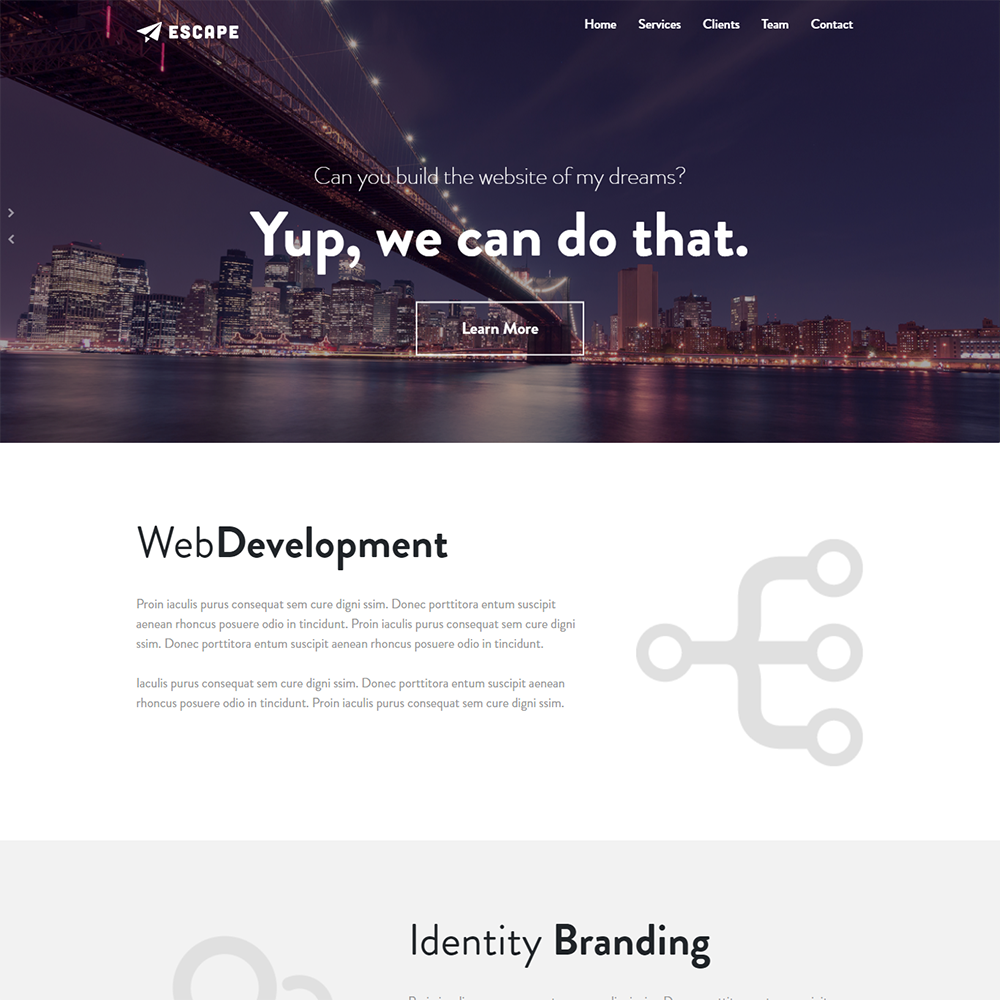 ESCAPE
Home Services Clients Team Contact
Can you build the website of my dreams?
Yup, we can do that.
Learn More
WebDevelopment
Proin iaculis purus consequat sem cure digni ssim. Donec porttitora entum suscipit
aenean rhoncus posuere odio in tincidunt. Proin iaculis purus consequat sem cure digni
ssim. Donec porttitora entum suscipit aenean rhoncus posuere odio in tincidunt.
Iaculis purus consequat sem cure digni ssim. Donec porttitora entum suscipit aenean
rhoncus posuere odio in tincidunt. Proin iaculis purus consequat sem cure digni ssim.
Identity Branding